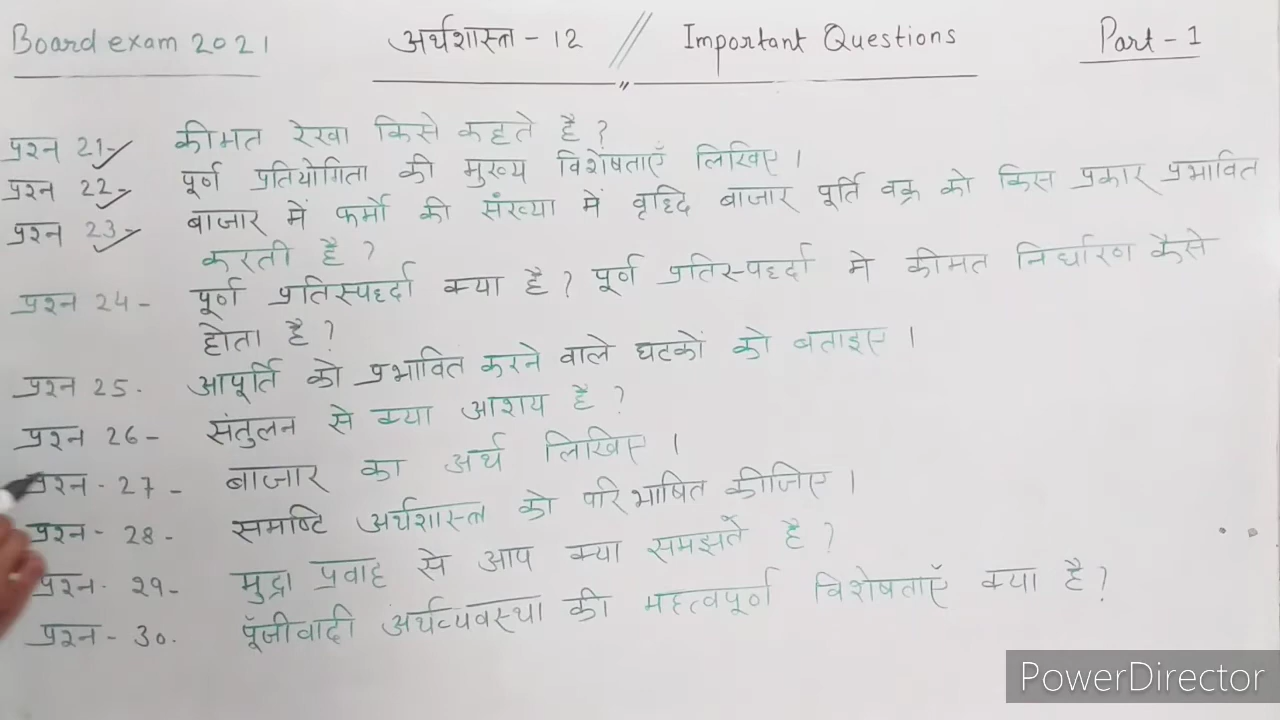 Board exam 2021 अर्थशास्त्र - 12 // Important Questions Part - 1
प्रश्न 21- कीमत रेखा किसे कहते है ?
प्रश्न 22- पूर्ण प्रतियोगिता की मुख्य विशेषताएँ लिखिए ।
प्रश्न 23- बाजार में फर्मो की संख्या में वृद्दि बाजार पूर्ति वक्र को किस प्रकार प्रभावित
करती है ?
प्रश्न 24- पूर्ण प्रतिस्पर्द्दा क्या है ? पूर्ण प्रतिस्पर्द्दा मे कीमत निर्धारण कैसे
होता है ?
प्रश्न 25. आपूर्ति को प्रभावित करने वाले घटकों को बताइए ।
प्रश्न 26- संतुलन से क्या आशय है ?
प्रश्न - 27- बाजार का अर्थ लिखिए ।
प्रश्न - 28- समष्टि अर्थशास्त्र को परिभाषित कीजिए ।
प्रश्न - 29- मुद्रा प्रवाह से आप क्या समझते है ?
प्रश्न - 30. पूँजीवादी अर्थव्यवस्था की महत्वपूर्ण विशेषताएँ क्या है ?
PowerDirector